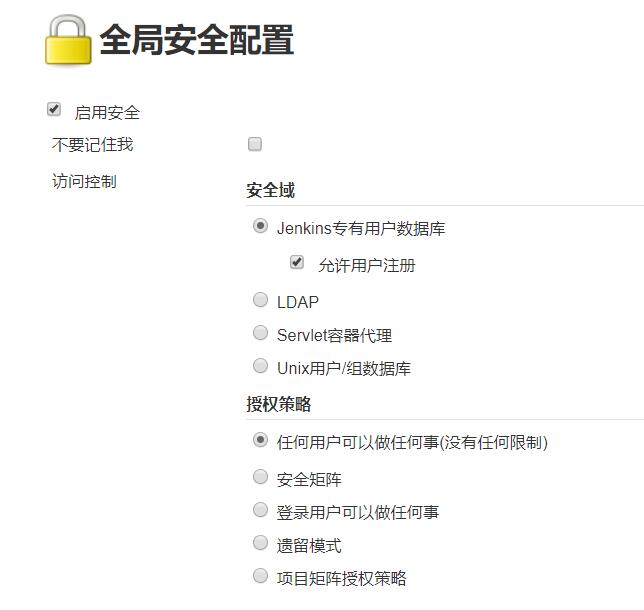 全局安全配置
启用安全
不要记住我
访问控制
安全域
Jenkins专有用户数据库
允许用户注册
LDAP
Servlet容器代理
Unix用户/组数据库
授权策略
任何用户可以做任何事(没有任何限制)
安全矩阵
登录用户可以做任何事
遗留模式
项目矩阵授权策略